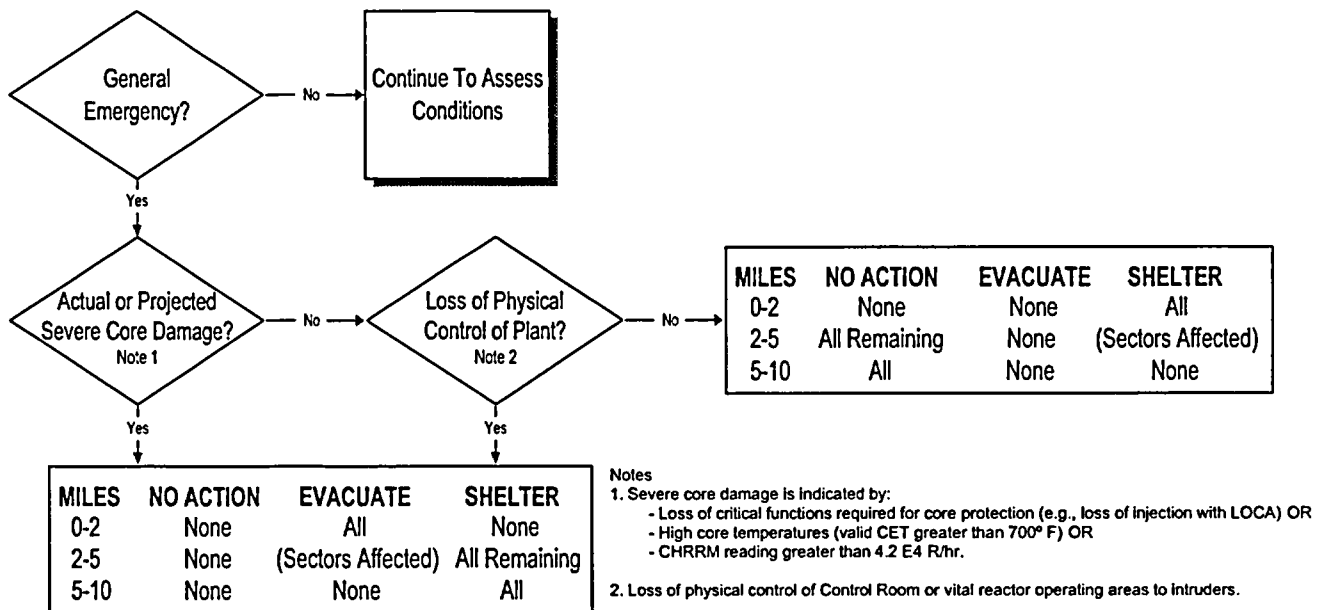 General
Emergency?
No
Continue To Assess
Conditions
Yes
Actual or Projected
Severe Core Damage?
Note 1
No
Loss of Physical
Control of Plant?
Note 2
No
MILES NO ACTION EVACUATE SHELTER
0-2 None None All
2-5 All Remaining None (Sectors Affected)
5-10 All None None
Yes
Yes
MILES NO ACTION EVACUATE SHELTER
0-2 None All None
2-5 None (Sectors Affected) All Remaining
5-10 None None All
Notes
1. Severe core damage is indicated by:
- Loss of critical functions required for core protection (e.g., loss of injection with LOCA) OR
- High core temperatures (valid CET greater than 700º F) OR
- CHRRM reading greater than 4.2 E4 R/hr.
2. Loss of physical control of Control Room or vital reactor operating areas to intruders.